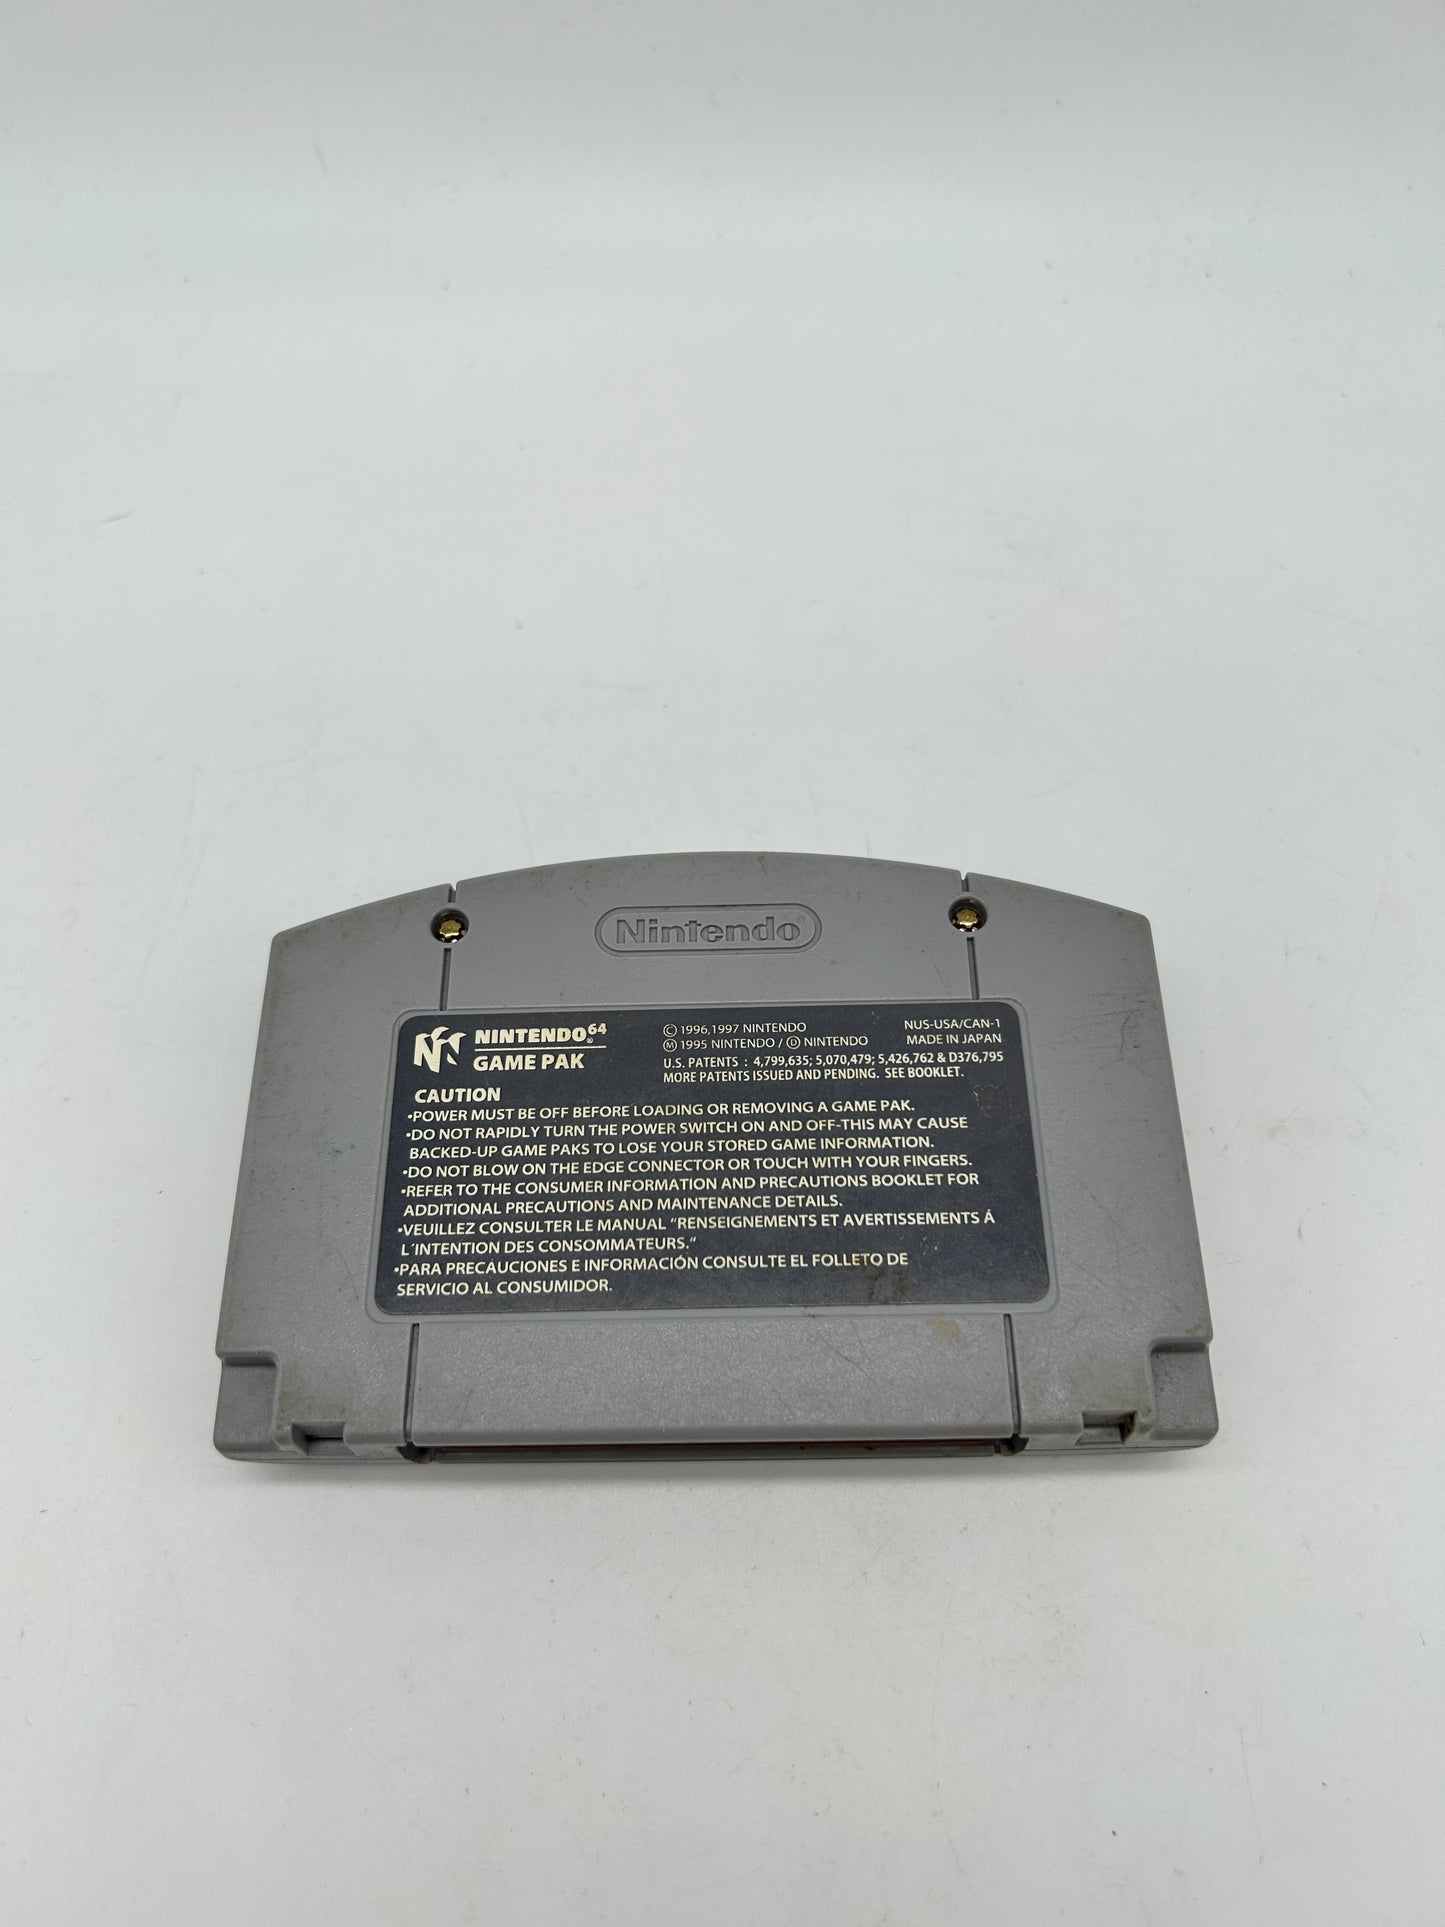 Nintendo®
NINTENDO64®
GAME PAK
© 1996,1997 NINTENDO
Ⓜ 1995 NINTENDO / Ⓓ NINTENDO
NUS-USA/CAN-1
MADE IN JAPAN
U.S. PATENTS : 4,799,635; 5,070,479; 5,426,762 & D376,795
MORE PATENTS ISSUED AND PENDING. SEE BOOKLET.
CAUTION
•POWER MUST BE OFF BEFORE LOADING OR REMOVING A GAME PAK.
•DO NOT RAPIDLY TURN THE POWER SWITCH ON AND OFF-THIS MAY CAUSE
BACKED-UP GAME PAKS TO LOSE YOUR STORED GAME INFORMATION.
•DO NOT BLOW ON THE EDGE CONNECTOR OR TOUCH WITH YOUR FINGERS.
•REFER TO THE CONSUMER INFORMATION AND PRECAUTIONS BOOKLET FOR
ADDITIONAL PRECAUTIONS AND MAINTENANCE DETAILS.
•VEUILLEZ CONSULTER LE MANUAL "RENSEIGNEMENTS ET AVERTISSEMENTS Á
L'INTENTION DES CONSOMMATEURS."
•PARA PRECAUCIONES E INFORMACIÓN CONSULTE EL FOLLETO DE
SERVICIO AL CONSUMIDOR.